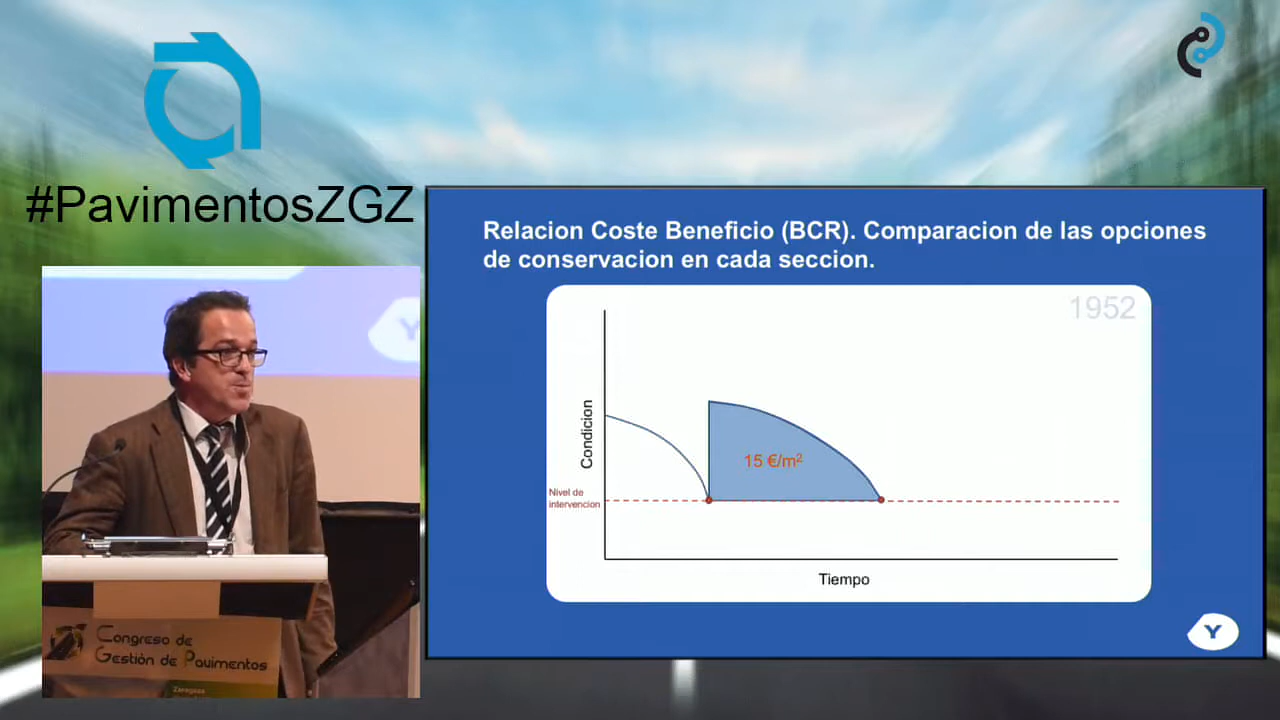 #PavimentosZGZ
Relacion Coste Beneficio (BCR). Comparacion de las opciones
de conservacion en cada seccion.
1952
Condicion
15 €/m²
Nivel de
intervencion
Tiempo
Y
Y
Congreso de
Gestión de Pavimentos
Zaragoza